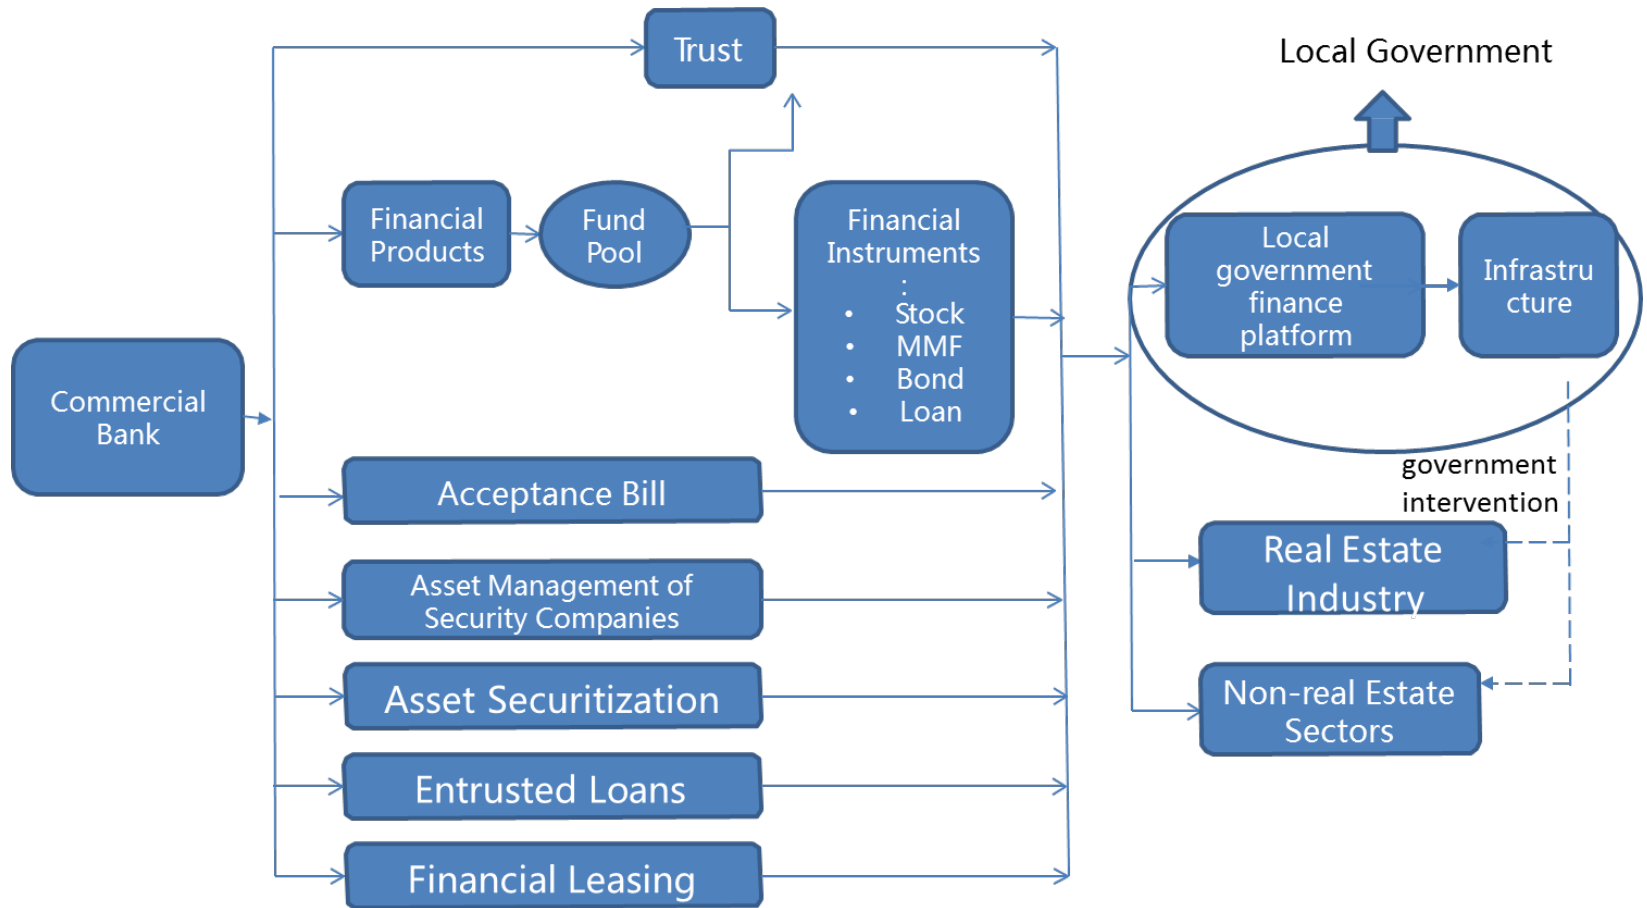 Trust
Local Government
Financial
Products
Fund
Pool
Financial
Instruments
:
• Stock
• MMF
• Bond
• Loan
Local
government
finance
platform
Infrastru
cture
Commercial
Bank
government
intervention
Acceptance Bill
Real Estate
Industry
Asset Management of
Security Companies
Asset Securitization
Non-real Estate
Sectors
Entrusted Loans
Financial Leasing